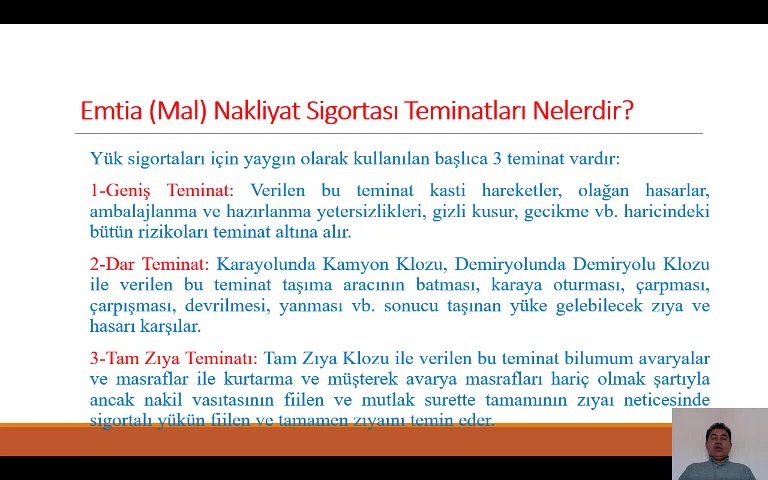 Emtia (Mal) Nakliyat Sigortası Teminatları Nelerdir?
Yük sigortaları için yaygın olarak kullanılan başlıca 3 teminat vardır:
1-Geniş Teminat: Verilen bu teminat kasti hareketler, olağan hasarlar,
ambalajlanma ve hazırlanma yetersizlikleri, gizli kusur, gecikme vb. haricindeki
bütün rizikoları teminat altına alır.
2-Dar Teminat: Karayolunda Kamyon Klozu, Demiryolunda Demiryolu Klozu
ile verilen bu teminat taşıma aracının batması, karaya oturması, çarpması,
çarpışması, devrilmesi, yanması vb. sonucu taşınan yüke gelebilecek zıya ve
hasarı karşılar.
3-Tam Zıya Teminatı: Tam Zıya Klozu ile verilen bu teminat bilumum avaryalar
ve masraflar ile kurtarma ve müşterek avarya masrafları hariç olmak şartıyla
ancak nakil vasıtasının fiilen ve mutlak surette tamamının zıyaı neticesinde
sigortalı yükün fiilen ve tamamen zıyaını temin eder.